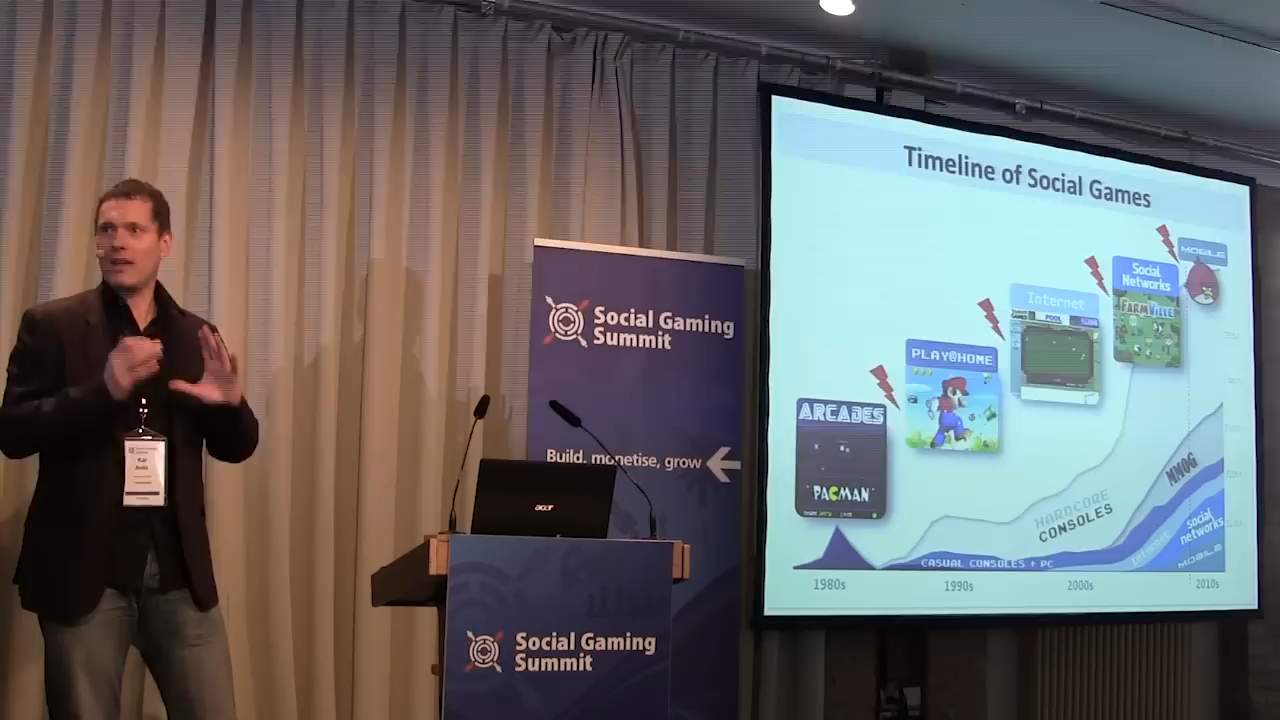 Timeline of Social Games
MOBILE
Social
Networks
FARMVILLE
Internet
POOL
PLAY@HOME
ARCADES
PACMAN
HARDCORE
CONSOLES
MMOG
CASUAL CONSOLES + PC
Internet
social
networks
MOBILE
1980s
1990s
2000s
2010s
Social Gaming
Summit
Build, monetise, grow
acer
Social Gaming
Summit